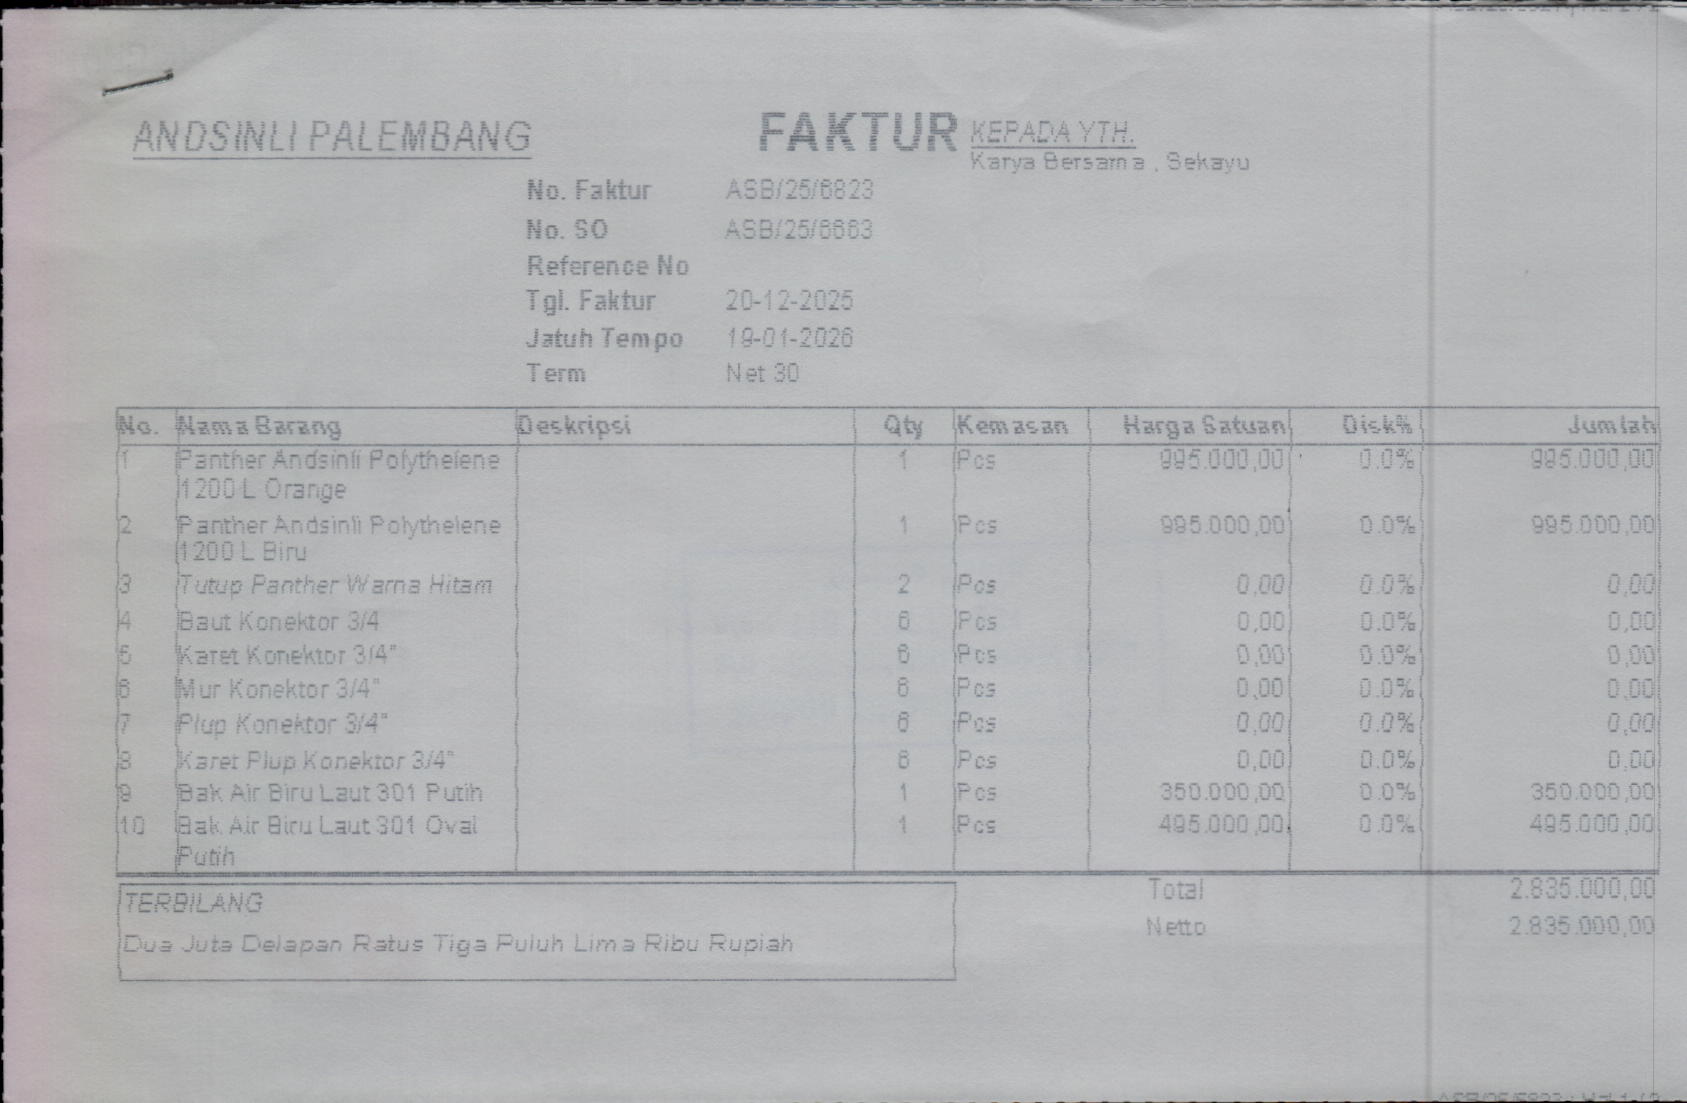 ANDSINLI PALEMBANG
FAKTUR
KEPADA YTH.
Karya Bersama , Sekayu
No. Faktur ASB/25/6823
No. SO ASB/25/6663
Reference No
Tgl. Faktur 20-12-2025
Jatuh Tempo 19-01-2026
Term Net 30
No. Nama Barang Deskripsi Qty Kemasan Harga Satuan Disk% Jumlah
1 Panther Andsinli Polythelene 1 Pcs 995.000,00 0.0% 995.000,00
1200 L Orange
2 Panther Andsinli Polythelene 1 Pcs 995.000,00 0.0% 995.000,00
1200 L Biru
3 Tutup Panther Warna Hitam 2 Pcs 0,00 0.0% 0,00
4 Baut Konektor 3/4 6 Pcs 0,00 0.0% 0,00
5 Karet Konektor 3/4" 6 Pcs 0,00 0.0% 0,00
6 Mur Konektor 3/4" 6 Pcs 0,00 0.0% 0,00
7 Plup Konektor 3/4" 6 Pcs 0,00 0.0% 0,00
8 Karet Plup Konektor 3/4" 6 Pcs 0,00 0.0% 0,00
9 Bak Air Biru Laut 301 Putih 1 Pcs 350.000,00 0.0% 350.000,00
10 Bak Air Biru Laut 301 Oval 1 Pcs 495.000,00 0.0% 495.000,00
Putih
Total 2.835.000,00
Netto 2.835.000,00
TERBILANG
Dua Juta Delapan Ratus Tiga Puluh Lima Ribu Rupiah